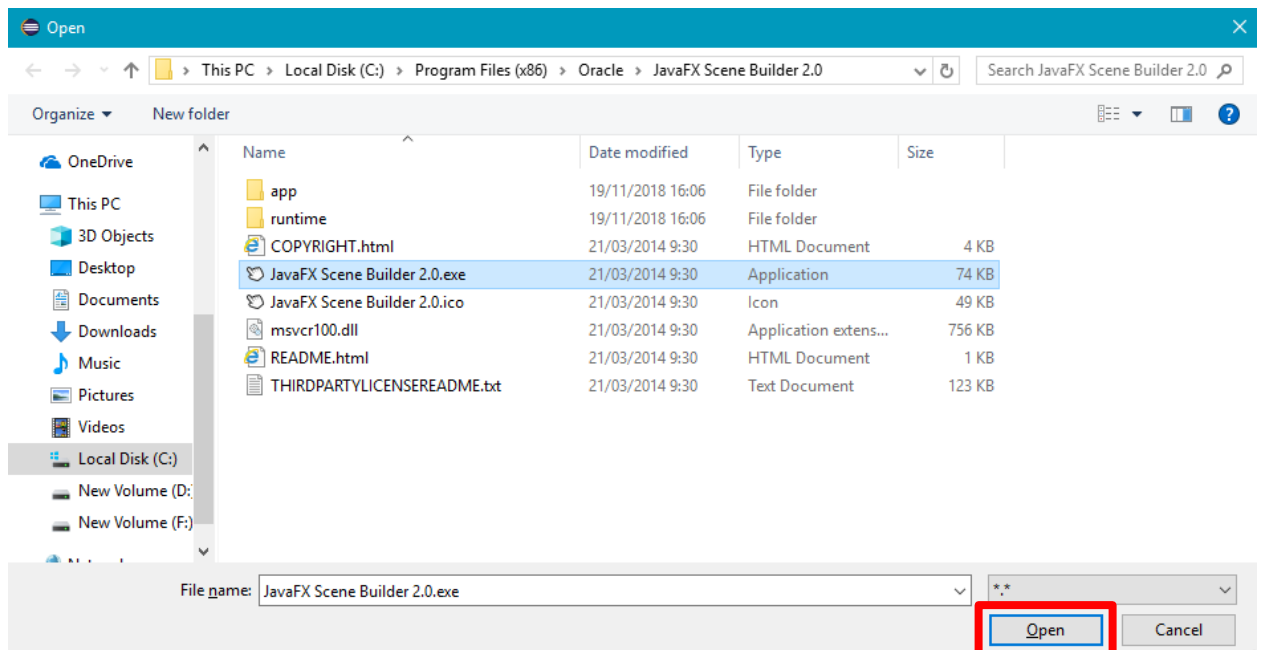 Open
This PC > Local Disk (C:) > Program Files (x86) > Oracle > JavaFX Scene Builder 2.0
Search JavaFX Scene Builder 2.0
Organize
New folder
OneDrive
This PC
3D Objects
Desktop
Documents
Downloads
Music
Pictures
Videos
Local Disk (C:)
New Volume (D:
New Volume (F:)
Name Date modified Type Size
app 19/11/2018 16:06 File folder
runtime 19/11/2018 16:06 File folder
COPYRIGHT.html 21/03/2014 9:30 HTML Document 4 KB
JavaFX Scene Builder 2.0.exe 21/03/2014 9:30 Application 74 KB
JavaFX Scene Builder 2.0.ico 21/03/2014 9:30 Icon 49 KB
msvcr100.dll 21/03/2014 9:30 Application extens... 756 KB
README.html 21/03/2014 9:30 HTML Document 1 KB
THIRDPARTYLICENSEREADME.txt 21/03/2014 9:30 Text Document 123 KB
File name: JavaFX Scene Builder 2.0.exe
*.*
Open
Cancel